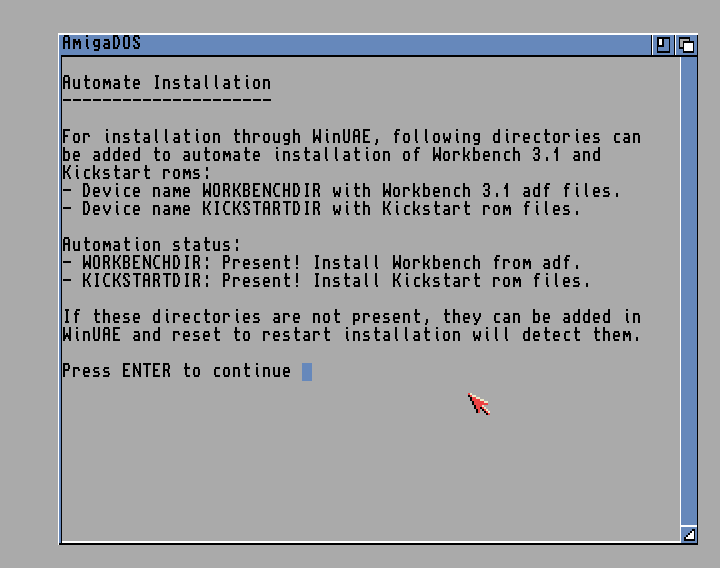 AmigaDOS
Automate Installation
---------------------
For installation through WinUAE, following directories can
be added to automate installation of Workbench 3.1 and
Kickstart roms:
- Device name WORKBENCHDIR with Workbench 3.1 adf files.
- Device name KICKSTARTDIR with Kickstart rom files.
Automation status:
- WORKBENCHDIR: Present! Install Workbench from adf.
- KICKSTARTDIR: Present! Install Kickstart rom files.
If these directories are not present, they can be added in
WinUAE and reset to restart installation will detect them.
Press ENTER to continue